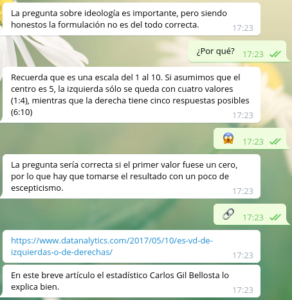 La pregunta sobre ideología es importante, pero siendo
honestos la formulación no es del todo correcta.
17:23
¿Por qué?
17:23
Recuerda que es una escala del 1 al 10. Si asumimos que el
centro es 5, la izquierda sólo se queda con cuatro valores
(1:4), mientras que la derecha tiene cinco respuestas posibles
(6:10)
17:23
😱
17:23
La pregunta sería correcta si el primer valor fuese un cero,
por lo que hay que tomarse el resultado con un poco de
escepticismo.
17:23
🔗
17:23
https://www.datanalytics.com/2017/05/10/es-vd-de-
izquierdas-o-de-derechas/
17:23
En este breve artículo el estadístico Carlos Gil Bellosta lo
explica bien.
17:23